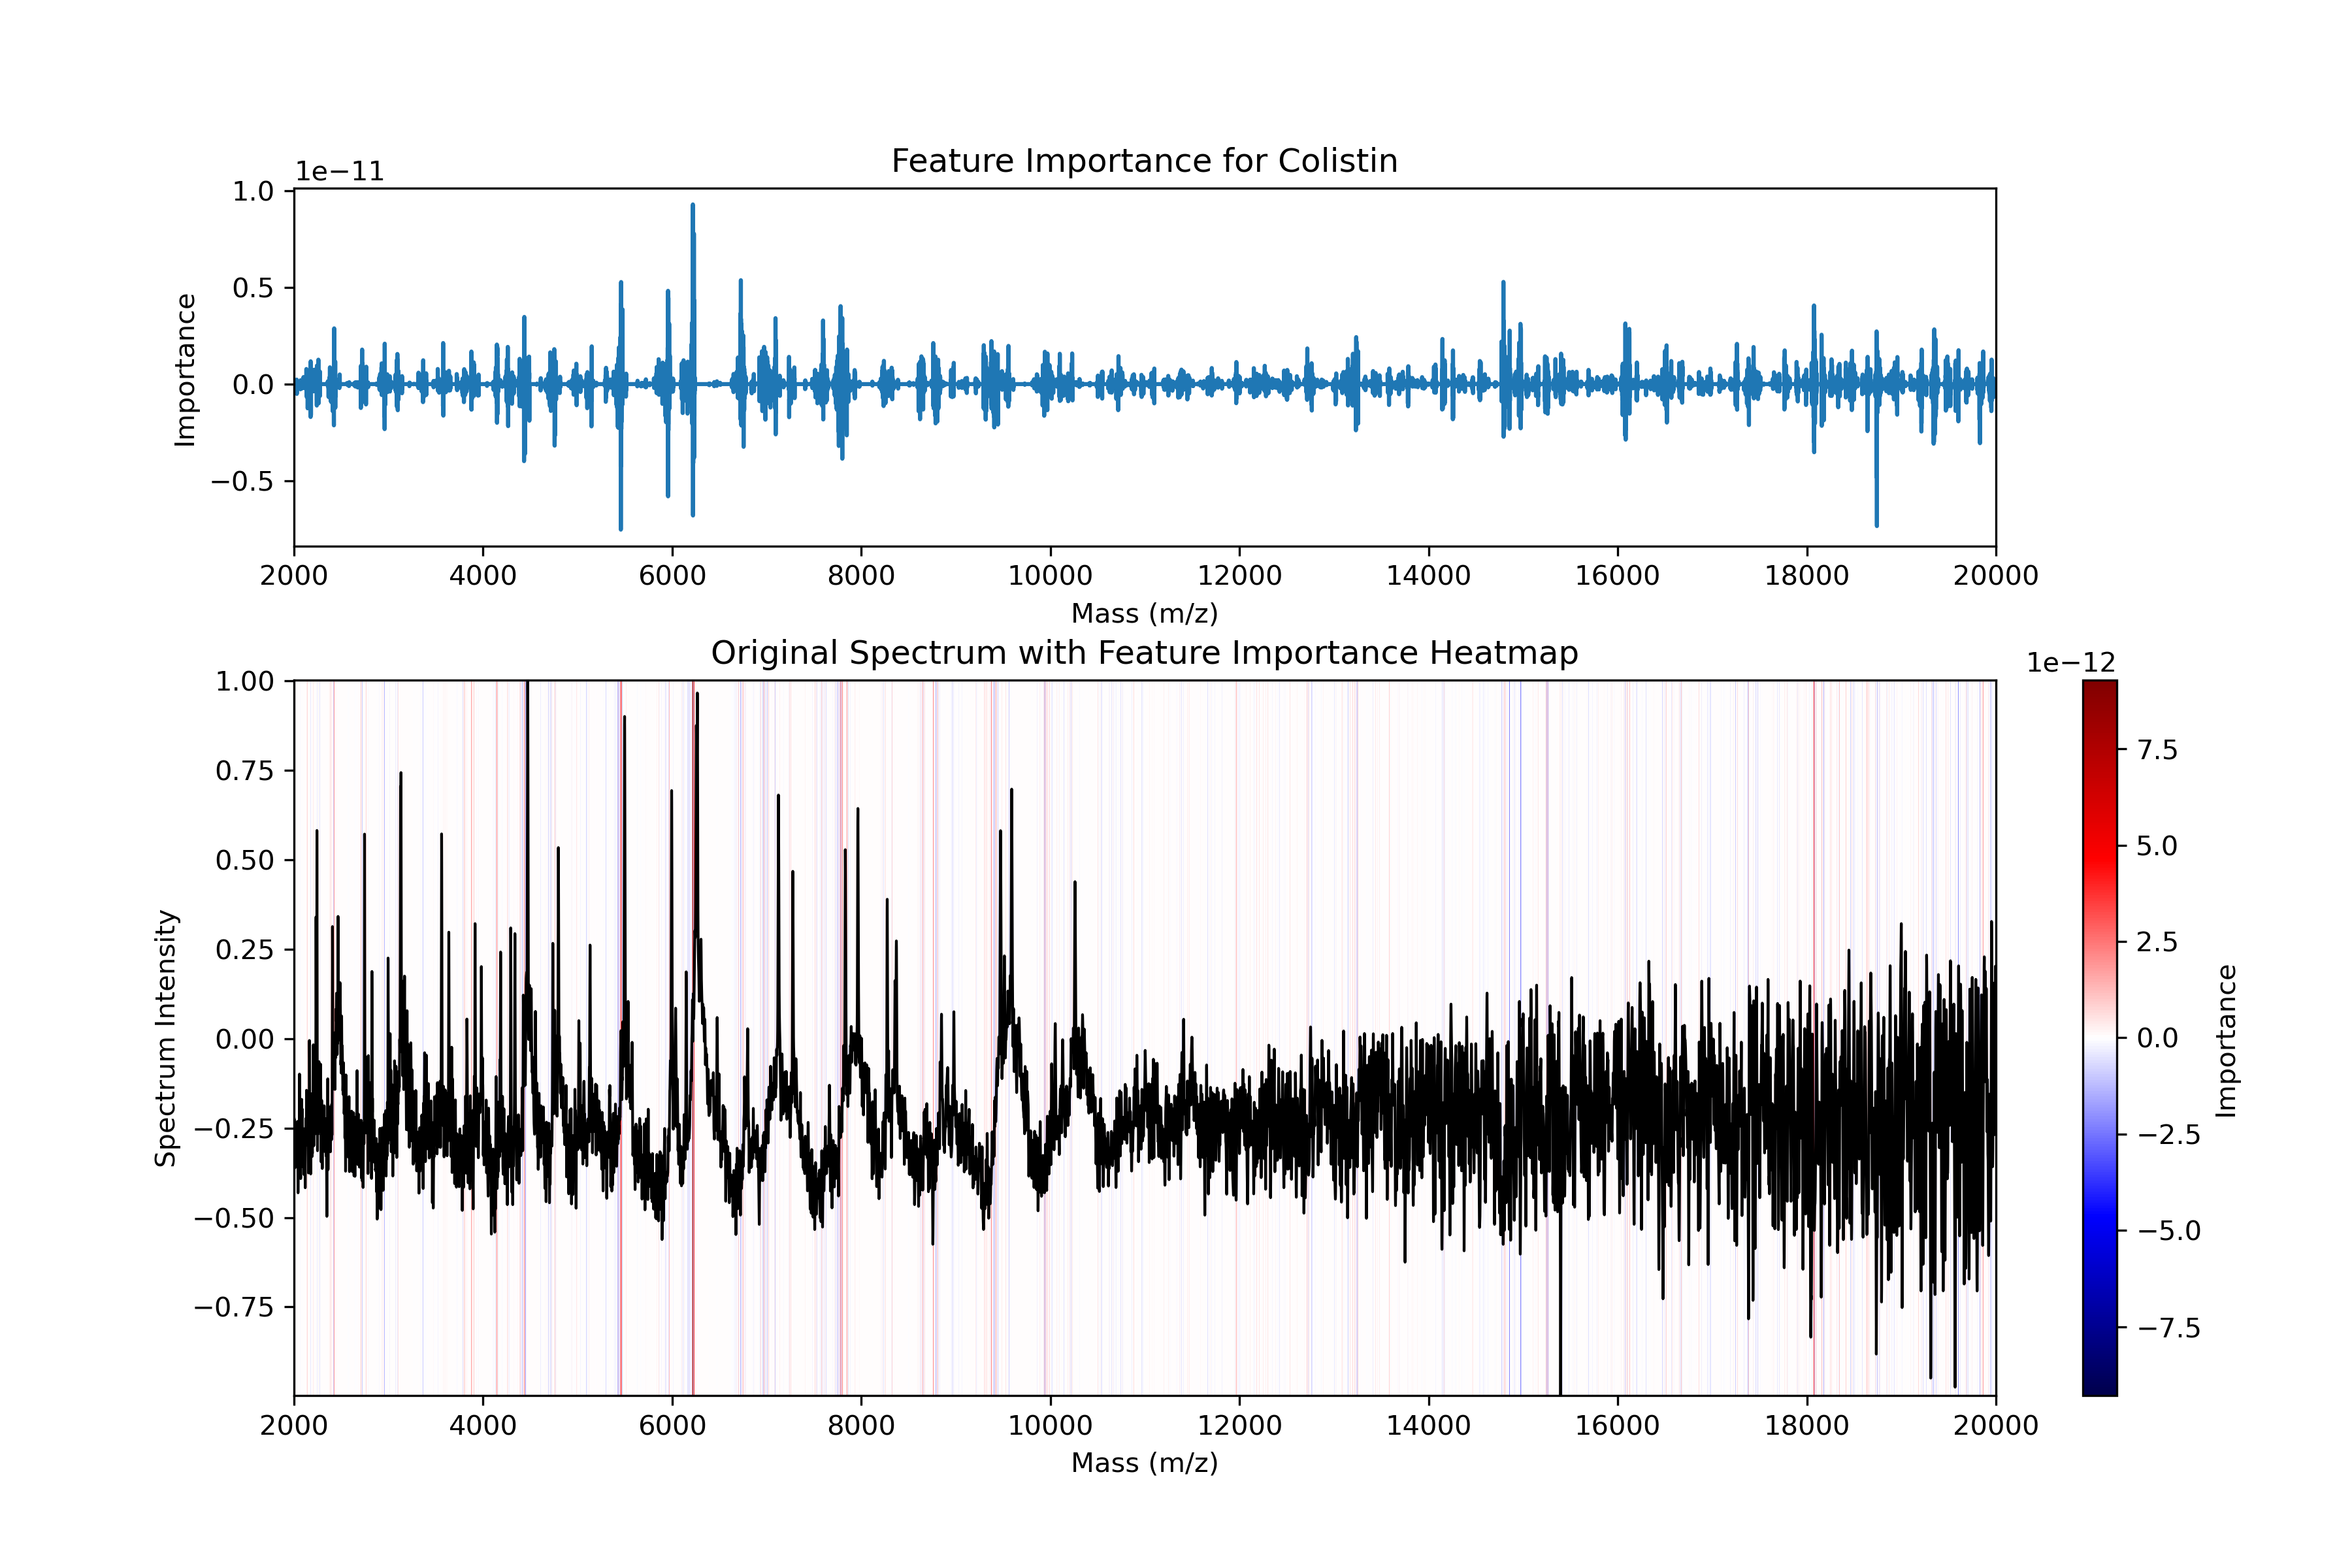 Feature Importance for Colistin
1e−11
1.0
0.5
0.0
−0.5
Importance
2000 4000 6000 8000 10000 12000 14000 16000 18000 20000
Mass (m/z)
Original Spectrum with Feature Importance Heatmap
1e−12
1.00
0.75
0.50
0.25
0.00
−0.25
−0.50
−0.75
Spectrum Intensity
2000 4000 6000 8000 10000 12000 14000 16000 18000 20000
Mass (m/z)
7.5
5.0
2.5
0.0
−2.5
−5.0
−7.5
Importance